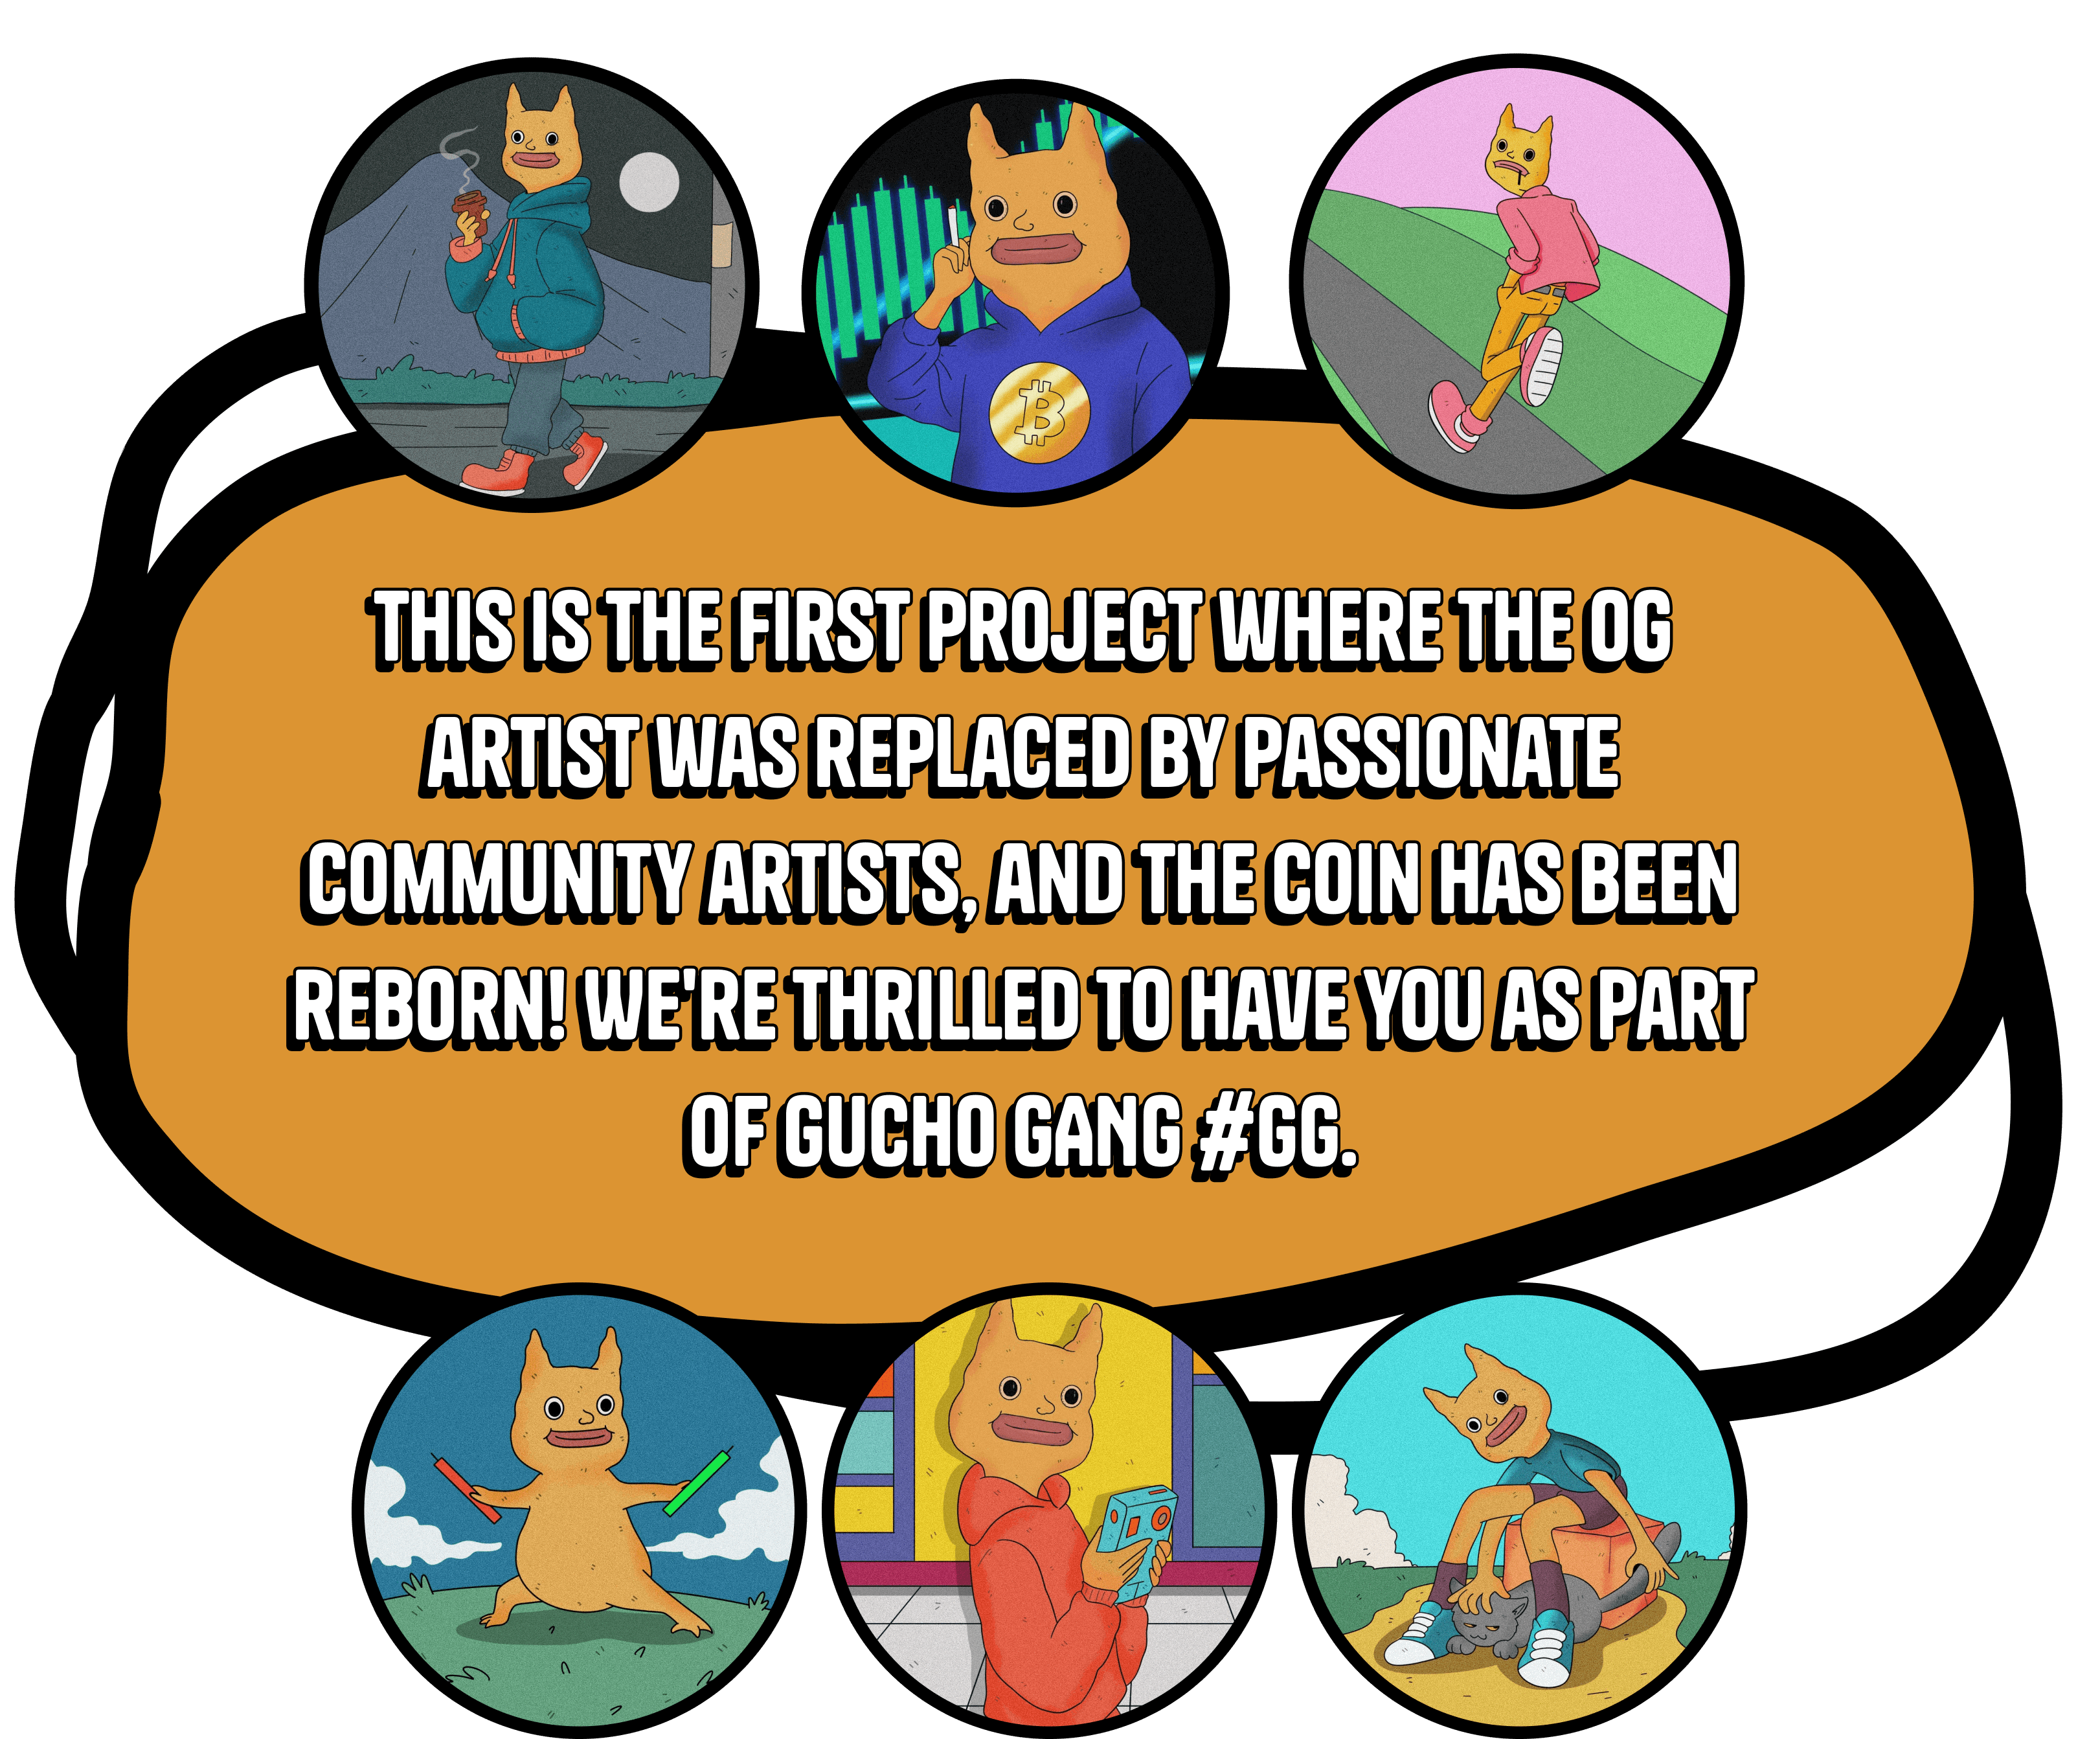 THIS IS THE FIRST PROJECT WHERE THE OG
ARTIST WAS REPLACED BY PASSIONATE
COMMUNITY ARTISTS, AND THE COIN HAS BEEN
REBORN! WE'RE THRILLED TO HAVE YOU AS PART
OF GUCHO GANG #GG.